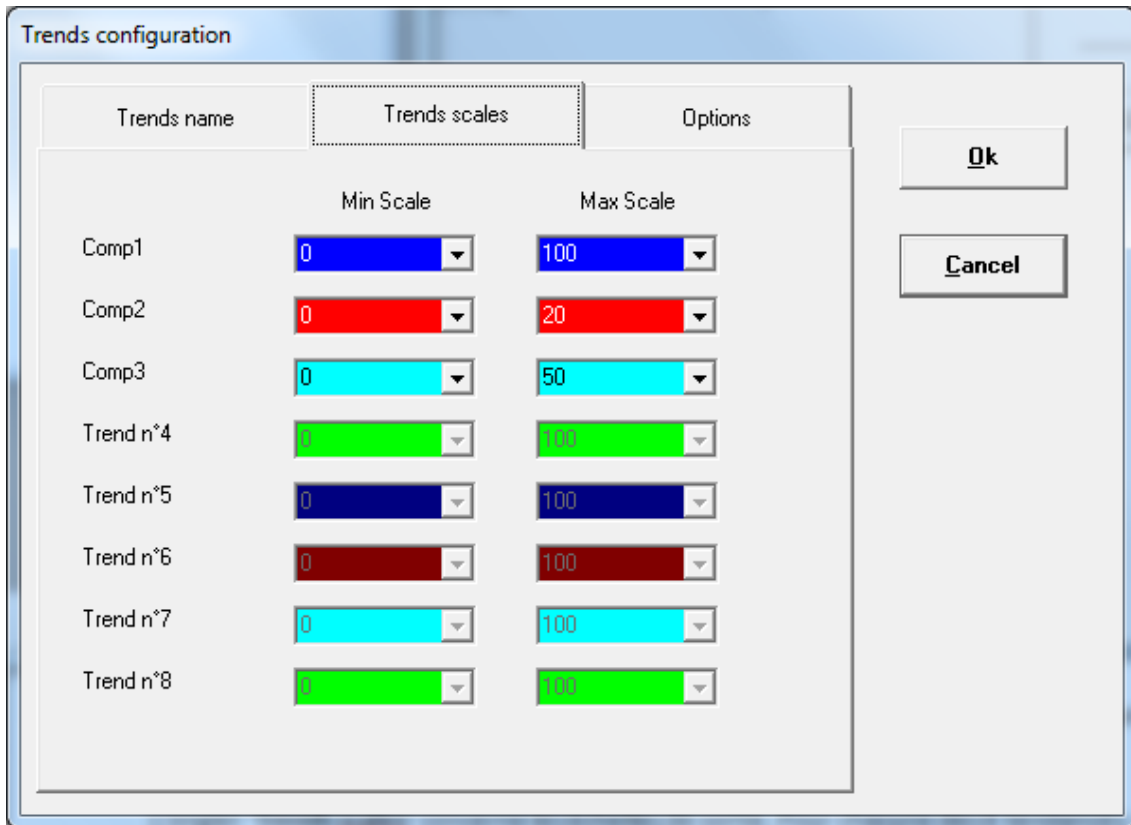 Trends configuration
Trends name Trends scales Options
Ok
Cancel
Min Scale Max Scale
Comp1 0 100
Comp2 0 20
Comp3 0 50
Trend n°4 0 100
Trend n°5 0 100
Trend n°6 0 100
Trend n°7 0 100
Trend n°8 0 100